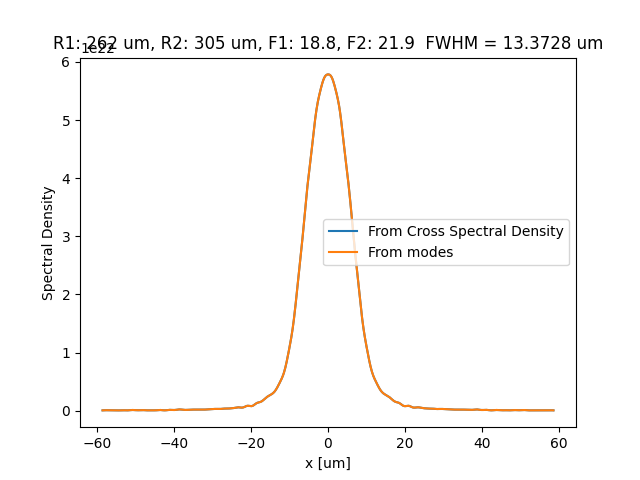 R1: 262 um, R2: 305 um, F1: 18.8, F2: 21.9  FWHM = 13.3728 um
1e22
6
5
4
3
2
1
0
Spectral Density
From Cross Spectral Density
From modes
−60
−40
−20
0
20
40
60
x [um]